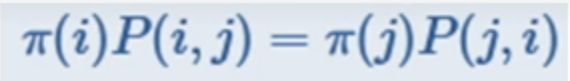 π(i)P(i, j) = π(j)P(j, i)